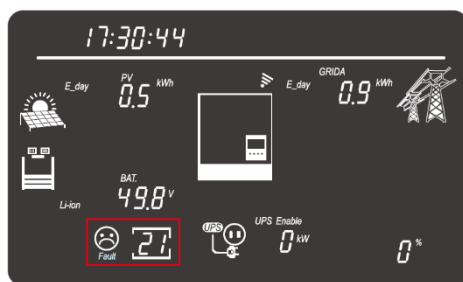 17:30:44
E_day PV 0.5 kWh E_day GRIDA 0.9 kWh
BAT.
Li-ion 49.8 V
Fault 21 UPS UPS Enable 0 kW 0 %